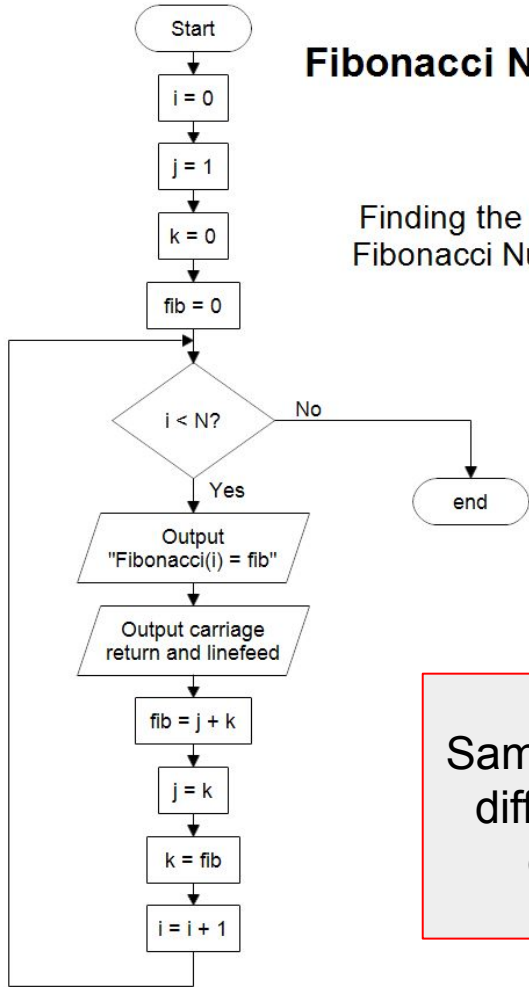 Start
Fibonacci N
i = 0
j = 1
k = 0
Finding the
Fibonacci Nu
fib = 0
i < N?
No
Yes
end
Output
"Fibonacci(i) = fib"
Output carriage
return and linefeed
fib = j + k
j = k
k = fib
i = i + 1
Sam
diff